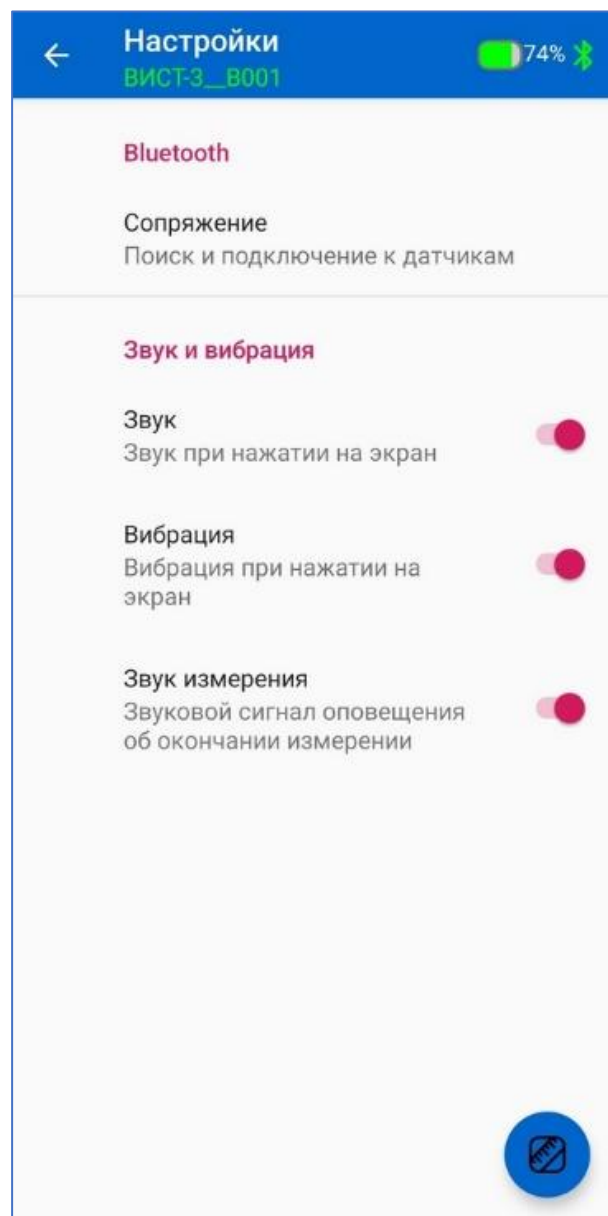 Настройки
74%
ВИСТ-3__B001
Bluetooth
Сопряжение
Поиск и подключение к датчикам
Звук и вибрация
Звук
Звук при нажатии на экран
Вибрация
Вибрация при нажатии на
экран
Звук измерения
Звуковой сигнал оповещения
об окончании измерении